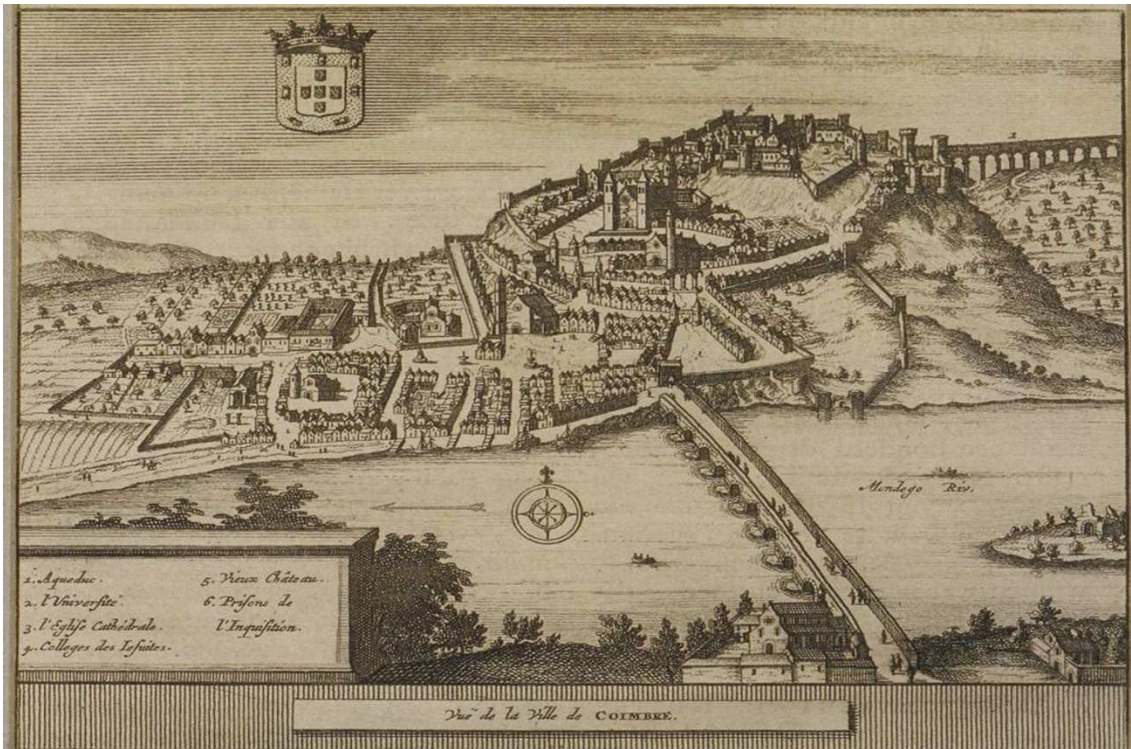 Mondego Riv.
1. Aqueduc.
2. l'Université
3. l'Eglise Cathédrale.
4. Colleges des Iesuites.
5. Vieux Château.
6. Prisons de
l'Inquisition.
Vuë de la Ville de COIMBRE.